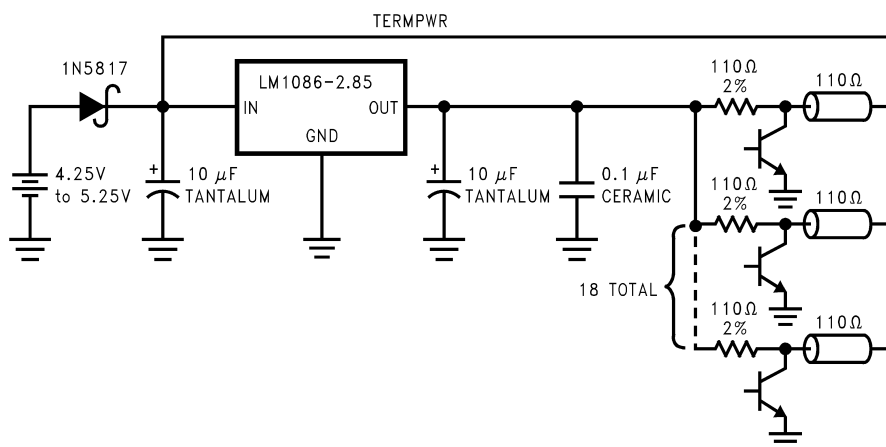 TERMPWR
1N5817
LM1086-2.85
IN
OUT
GND
4.25V
to 5.25V
+
10 μF
TANTALUM
+
10 μF
TANTALUM
0.1 μF
CERAMIC
110Ω
2%
110Ω
110Ω
2%
110Ω
18 TOTAL
110Ω
2%
110Ω